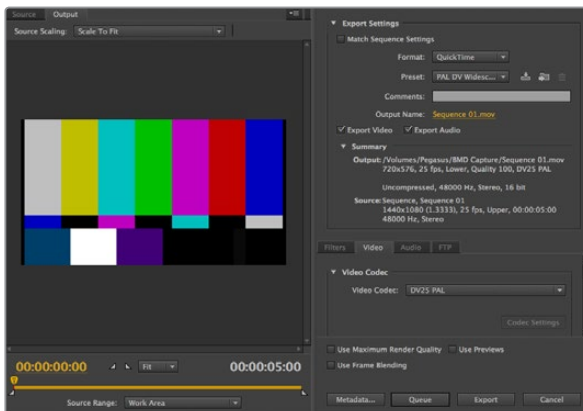 Source Output
Source Scaling: Scale To Fit
00:00:00:00 Fit 00:00:05:00
Source Range: Work Area
Export Settings
Match Sequence Settings
Format: QuickTime
Preset: PAL DV Widesc...
Comments:
Output Name: Sequence 01.mov
Export Video Export Audio
Summary
Output: /Volumes/Pegasus/BMD Capture/Sequence 01.mov
720x576, 25 fps, Lower, Quality 100, DV25 PAL
Uncompressed, 48000 Hz, Stereo, 16 bit
Source: Sequence, Sequence 01
1440x1080 (1.3333), 25 fps, Upper, 00:00:05:00
48000 Hz, Stereo
Filters Video Audio FTP
Video Codec
Video Codec: DV25 PAL
Codec Settings
Use Maximum Render Quality Use Previews
Use Frame Blending
Metadata... Queue Export Cancel